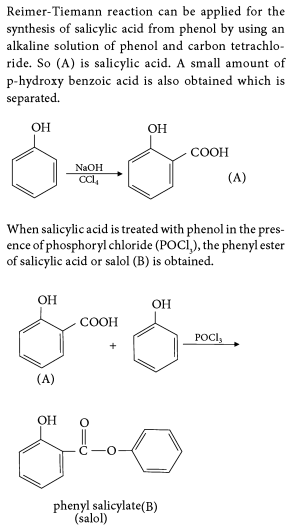 Reimer-Tiemann reaction can be applied for the
synthesis of salicylic acid from phenol by using an
alkaline solution of phenol and carbon tetrachlo-
ride. So (A) is salicylic acid. A small amount of
p-hydroxy benzoic acid is also obtained which is
separated.
OH
OH
NaOH
CCl₄
COOH
(A)
When salicylic acid is treated with phenol in the pres-
ence of phosphoryl chloride (POCl₃), the phenyl ester
of salicylic acid or salol (B) is obtained.
OH
COOH
(A)
+
OH
POCl₃
OH
O
C—O
phenyl salicylate(B)
(salol)